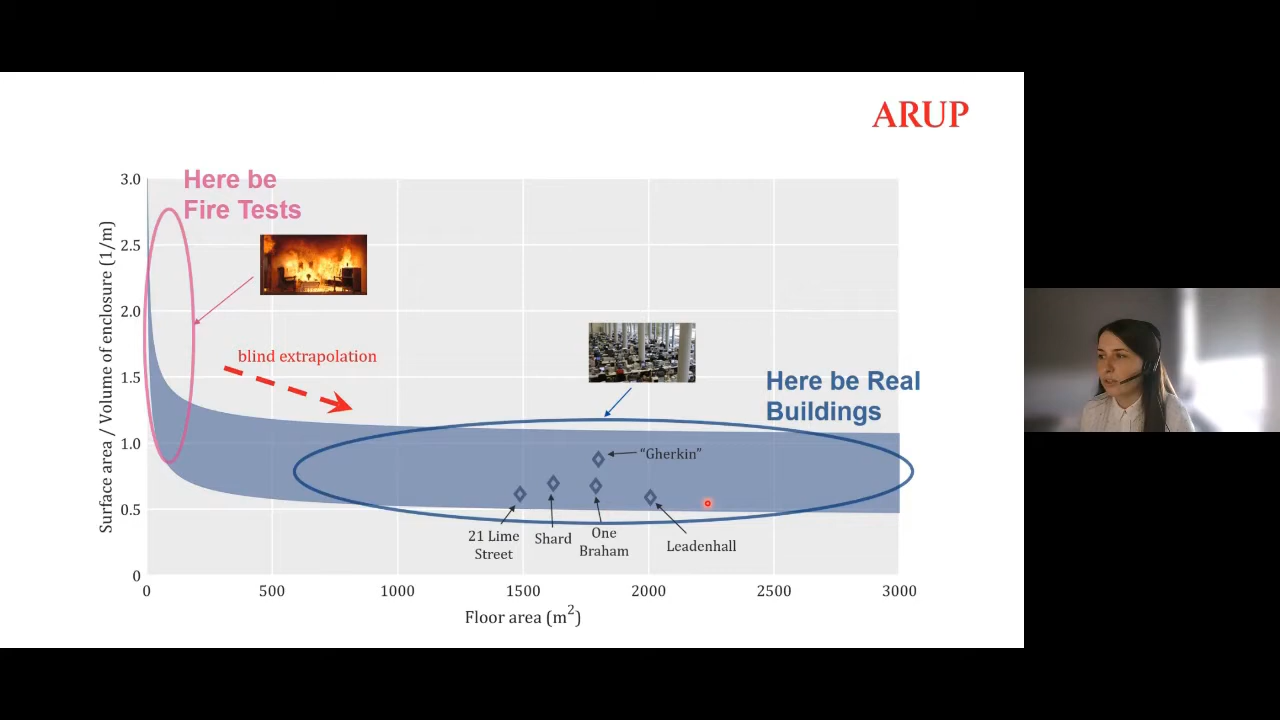 ARUP
Here be
Fire Tests
3.0
2.5
2.0
1.5
1.0
0.5
0
Surface area / Volume of enclosure (1/m)
blind extrapolation
Here be Real
Buildings
"Gherkin"
21 Lime
Street
Shard
One
Braham
Leadenhall
0
500
1000
1500
2000
2500
3000
Floor area (m²)